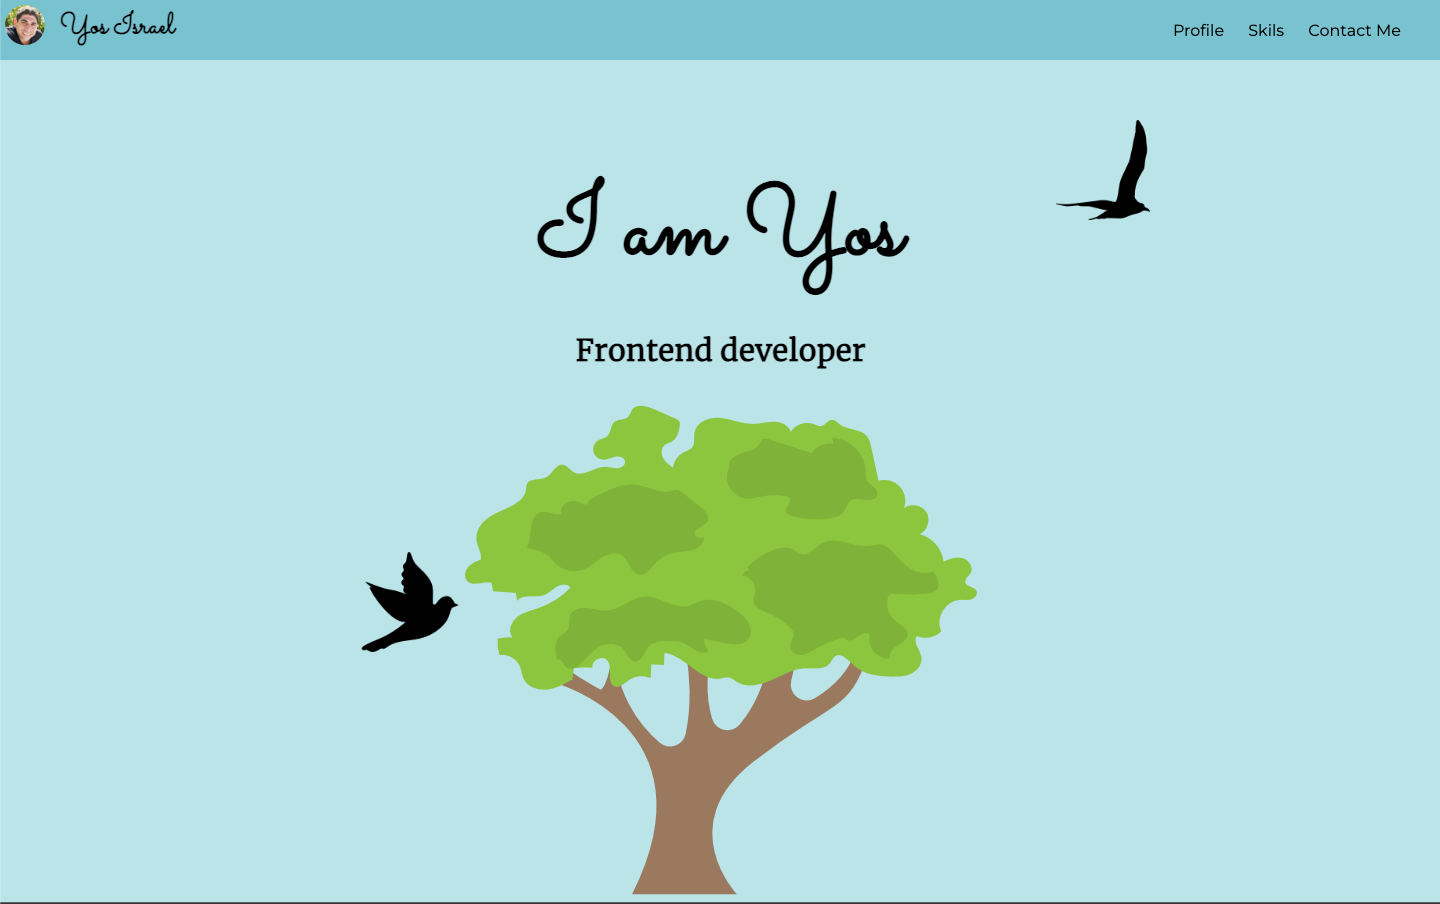 Yos Israel
Profile Skils Contact Me
I am Yos
Frontend developer